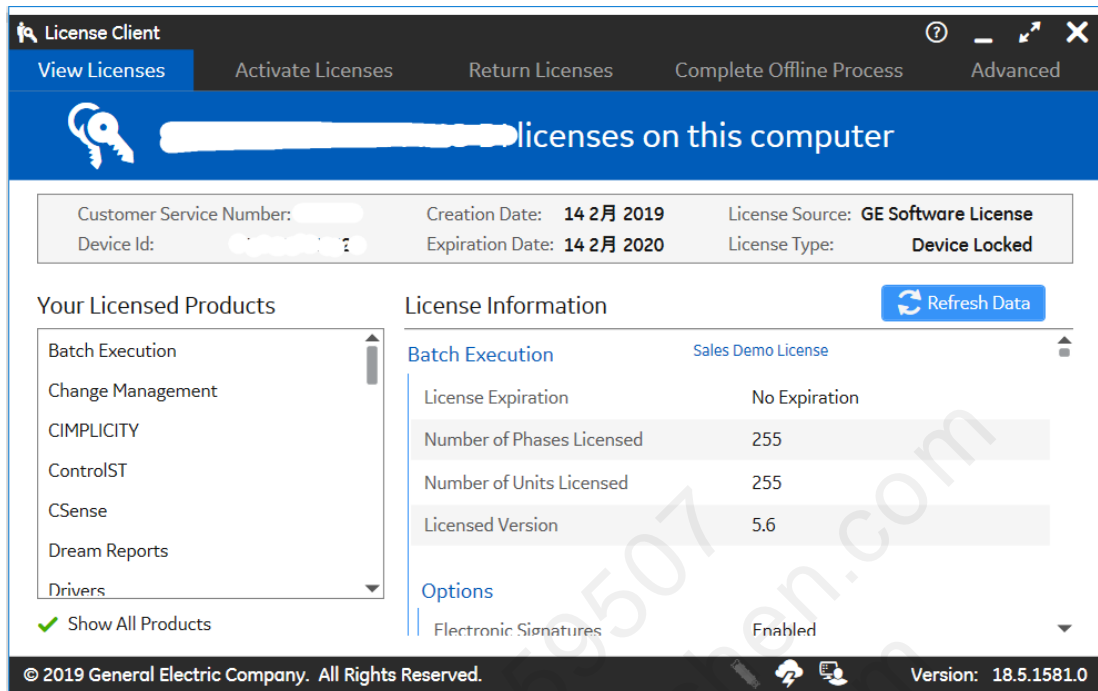 License Client
View Licenses Activate Licenses Return Licenses Complete Offline Process Advanced
licenses on this computer
Customer Service Number: Creation Date: 14 2月 2019 License Source: GE Software License
Device Id: Expiration Date: 14 2月 2020 License Type: Device Locked
Your Licensed Products
Batch Execution
Change Management
CIMPLICITY
ControlST
CSense
Dream Reports
Drivers
Show All Products
License Information
Refresh Data
Batch Execution Sales Demo License
License Expiration No Expiration
Number of Phases Licensed 255
Number of Units Licensed 255
Licensed Version 5.6
Options
Electronic Signatures Enabled
© 2019 General Electric Company. All Rights Reserved.
Version: 18.5.1581.0